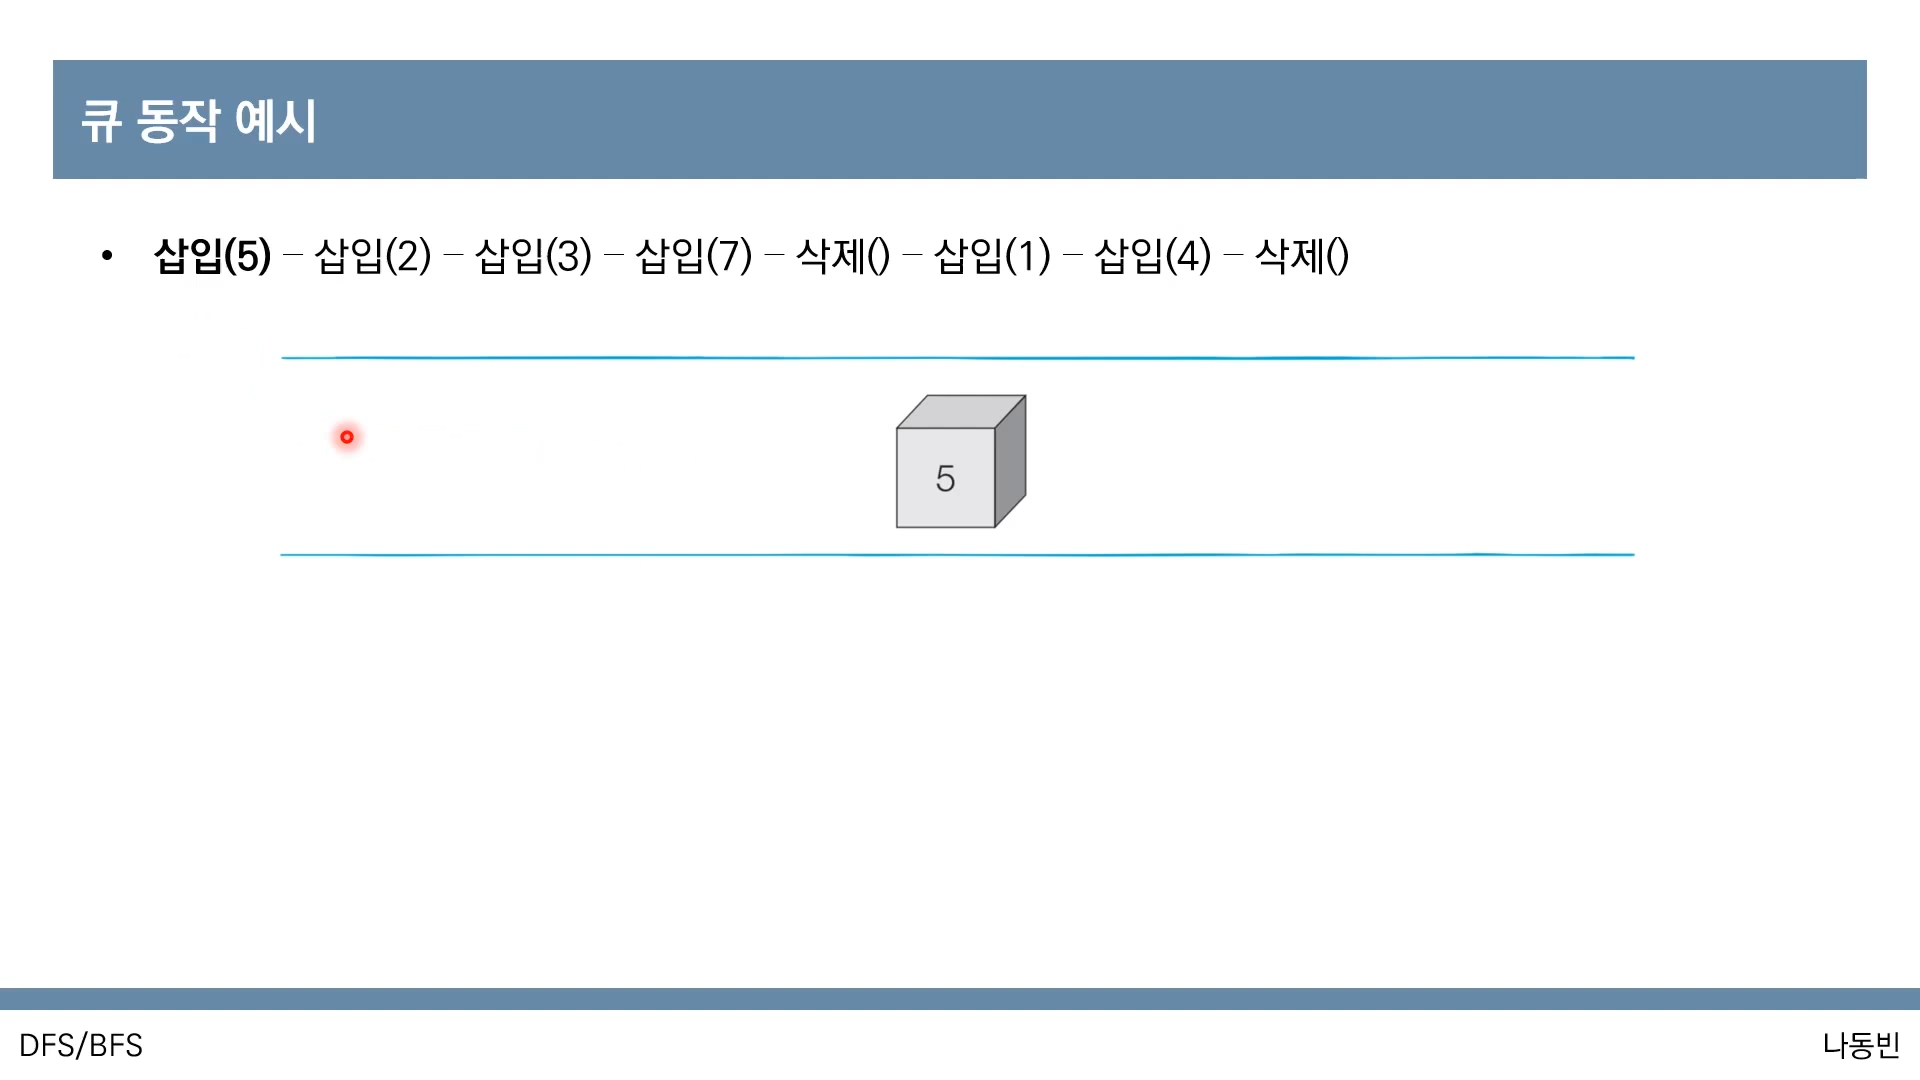 큐 동작 예시
• 삽입(5) – 삽입(2) – 삽입(3) – 삽입(7) – 삭제() – 삽입(1) – 삽입(4) – 삭제()
5
DFS/BFS
나동빈